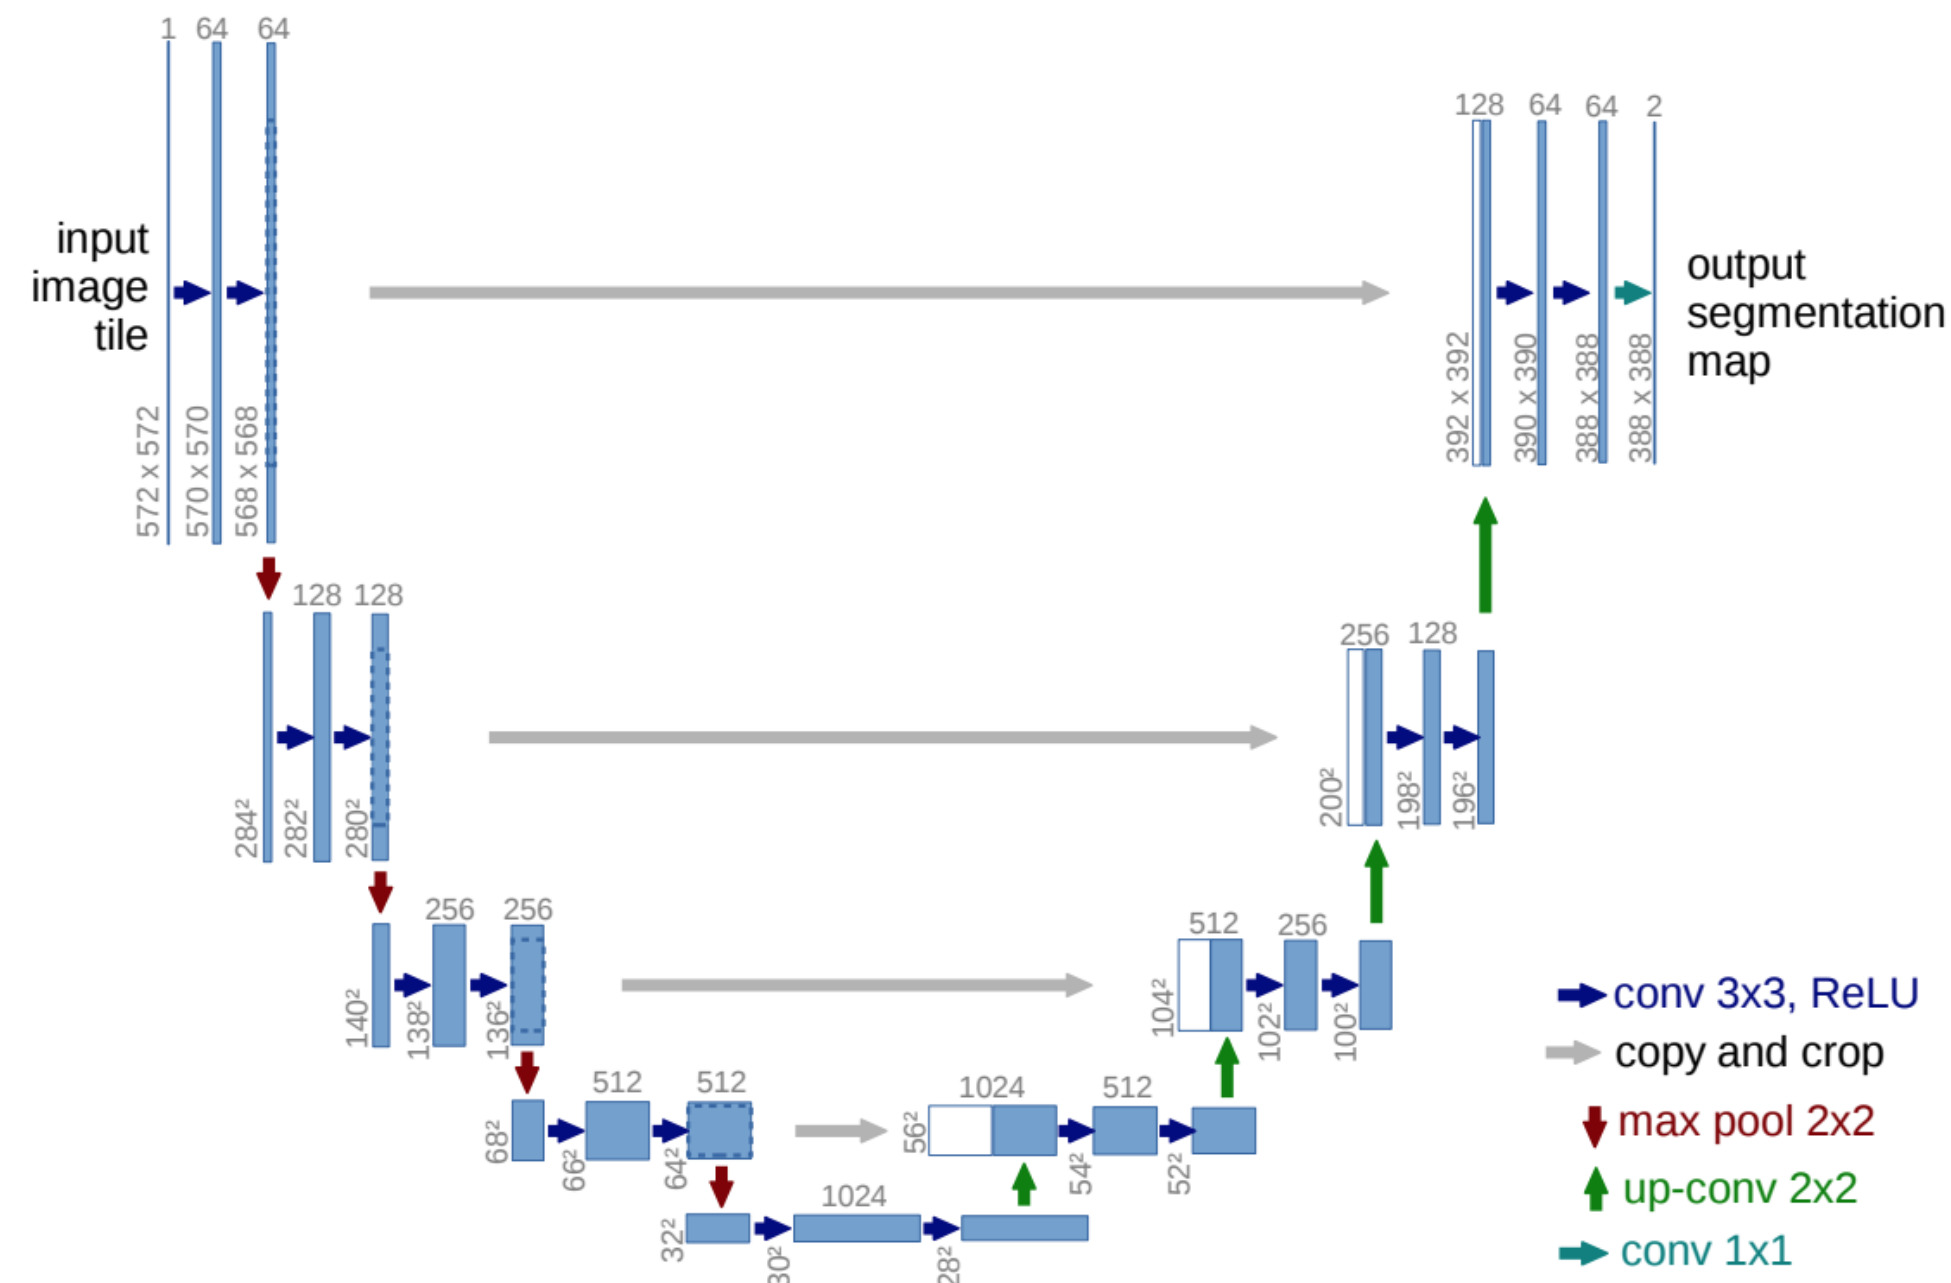 1 64 64
input
image
tile
572 x 572
570 x 570
568 x 568
128 64 64 2
392 x 392
390 x 390
388 x 388
388 x 388
output
segmentation
map
128 128
284²
282²
280²
256 128
200²
198²
196²
256 256
140²
138²
136²
512 256
104²
102²
100²
512 512
68²
66²
64²
1024 512
56²
54²
52²
1024
32²
30²
28²
conv 3x3, ReLU
copy and crop
max pool 2x2
up-conv 2x2
conv 1x1